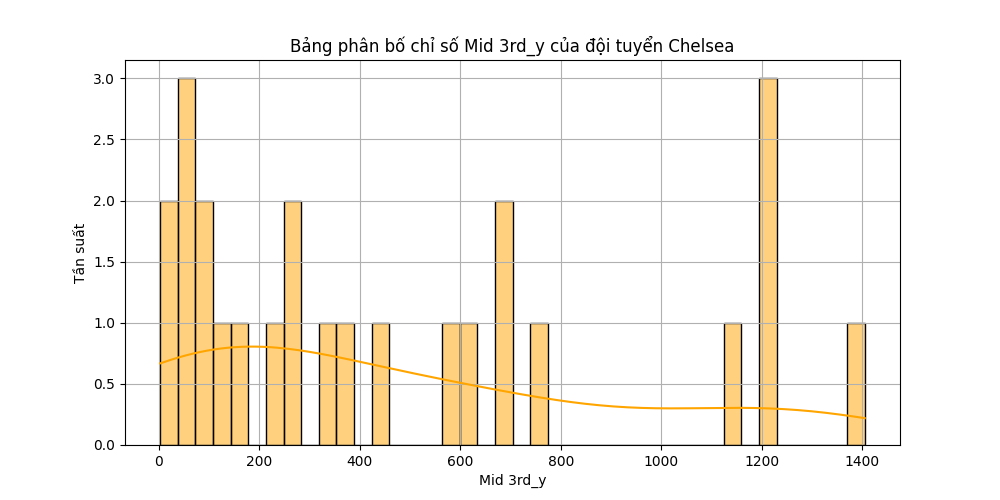 Bảng phân bố chỉ số Mid 3rd_y của đội tuyển Chelsea
3.0
2.5
2.0
1.5
1.0
0.5
0.0
Tần suất
0 200 400 600 800 1000 1200 1400
Mid 3rd_y